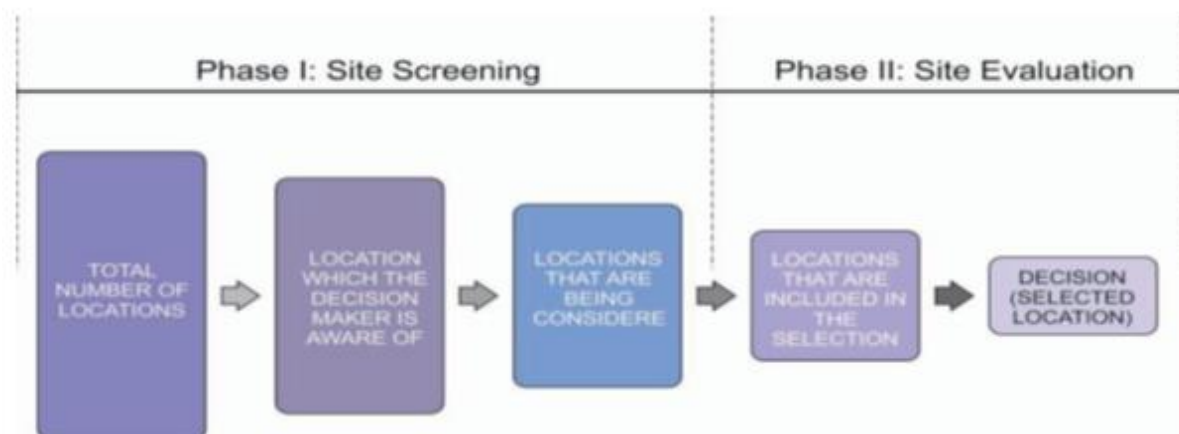 Phase I: Site Screening
Phase II: Site Evaluation
TOTAL
NUMBER OF
LOCATIONS
LOCATION
WHICH THE
DECISION
MAKER IS
AWARE OF
LOCATIONS
THAT ARE
BEING
CONSIDERE
LOCATIONS
THAT ARE
INCLUDED IN
THE
SELECTION
DECISION
(SELECTED
LOCATION)